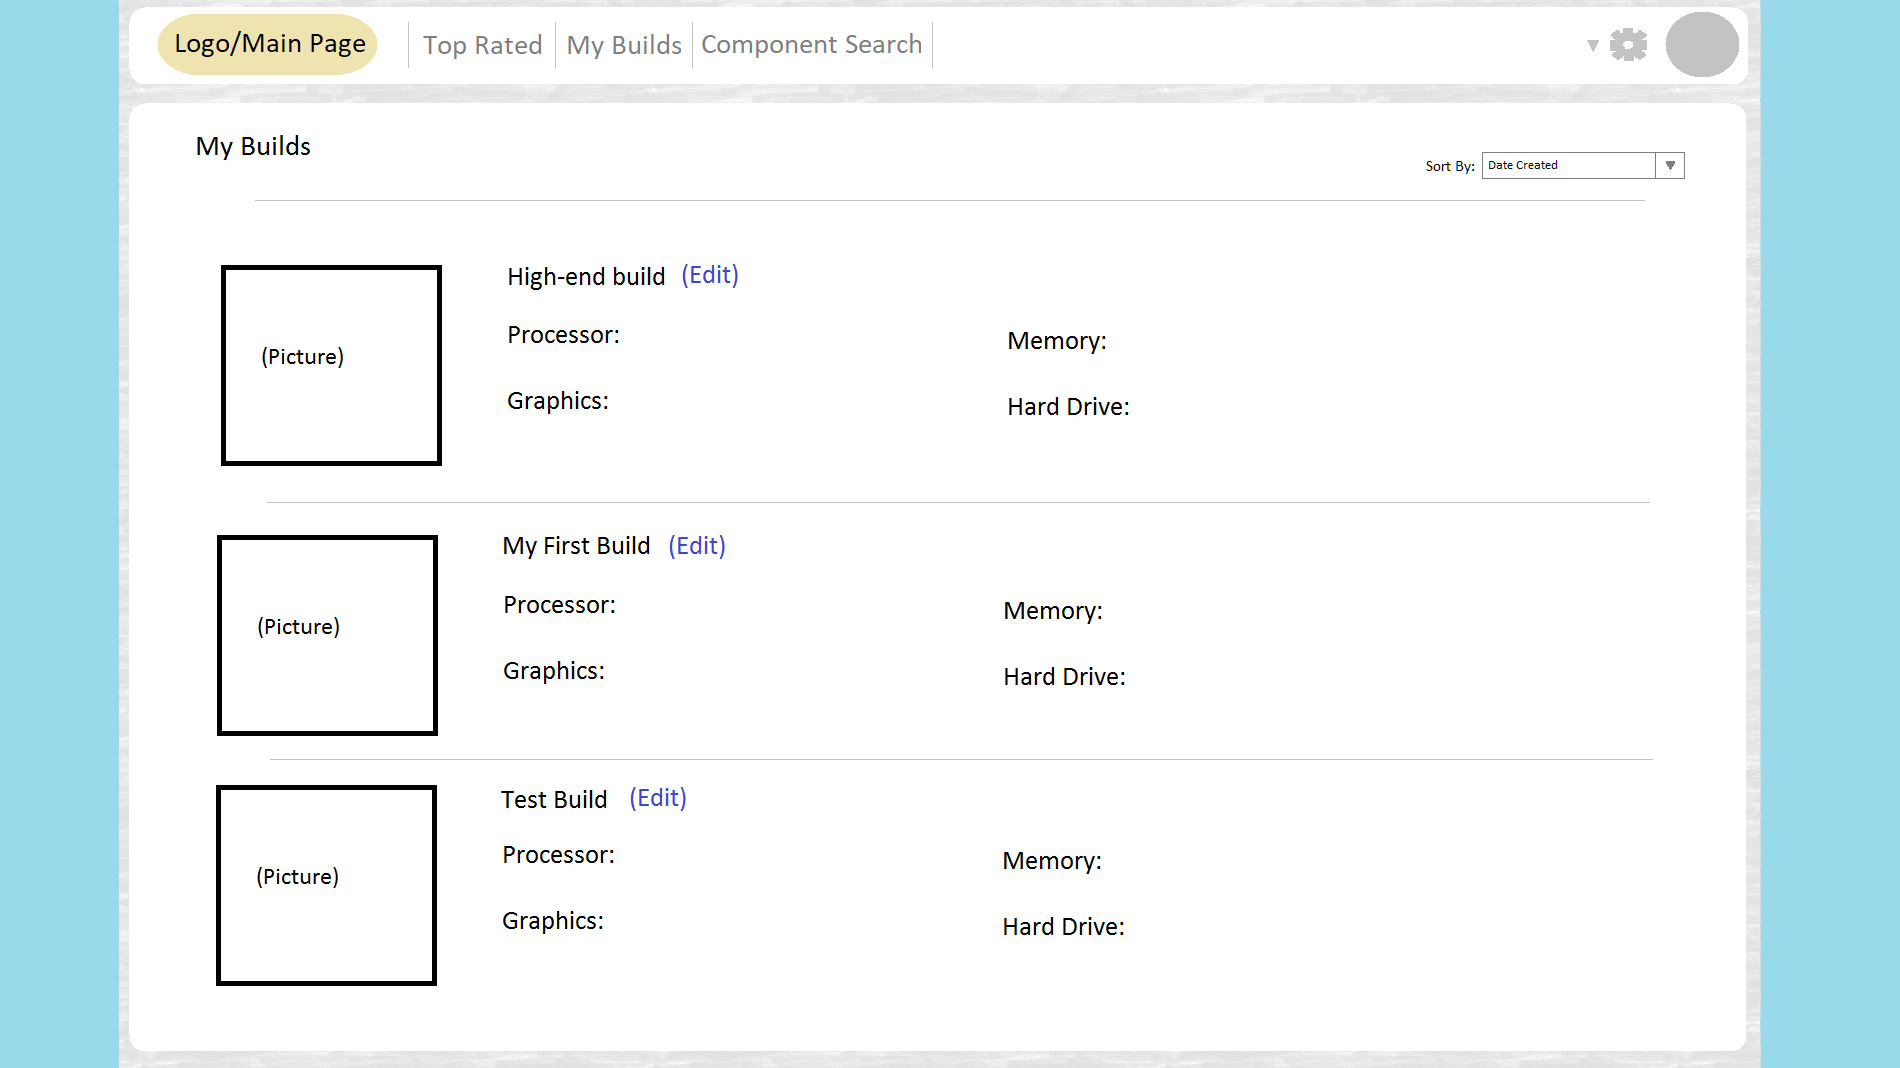 Logo/Main Page
Top Rated
My Builds
Component Search
My Builds
Sort By: Date Created
High-end build (Edit)
(Picture)
Processor:
Memory:
Graphics:
Hard Drive:
My First Build (Edit)
(Picture)
Processor:
Memory:
Graphics:
Hard Drive:
Test Build (Edit)
(Picture)
Processor:
Memory:
Graphics:
Hard Drive: